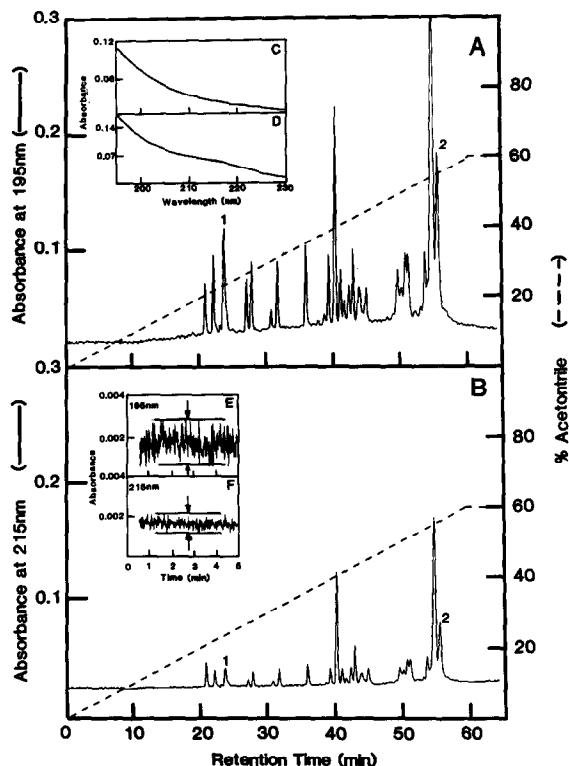 A
Absorbance at 195nm (———)
0.3
0.2
0.1
0.3
80
60
40
20
C
0.12
0.06
Absorbance
D
0.14
0.07
200
210
220
230
Wavelength (nm)
1
2
% Acetontrile (– – – –)
B
Absorbance at 215nm (———)
0.2
0.1
0
80
60
40
20
0.004
195nm
E
0.002
0.004
Absorbance
215nm
F
0.002
0 1 2 3 4 5
Time (min)
1
2
0 10 20 30 40 50 60
Retention Time (min)